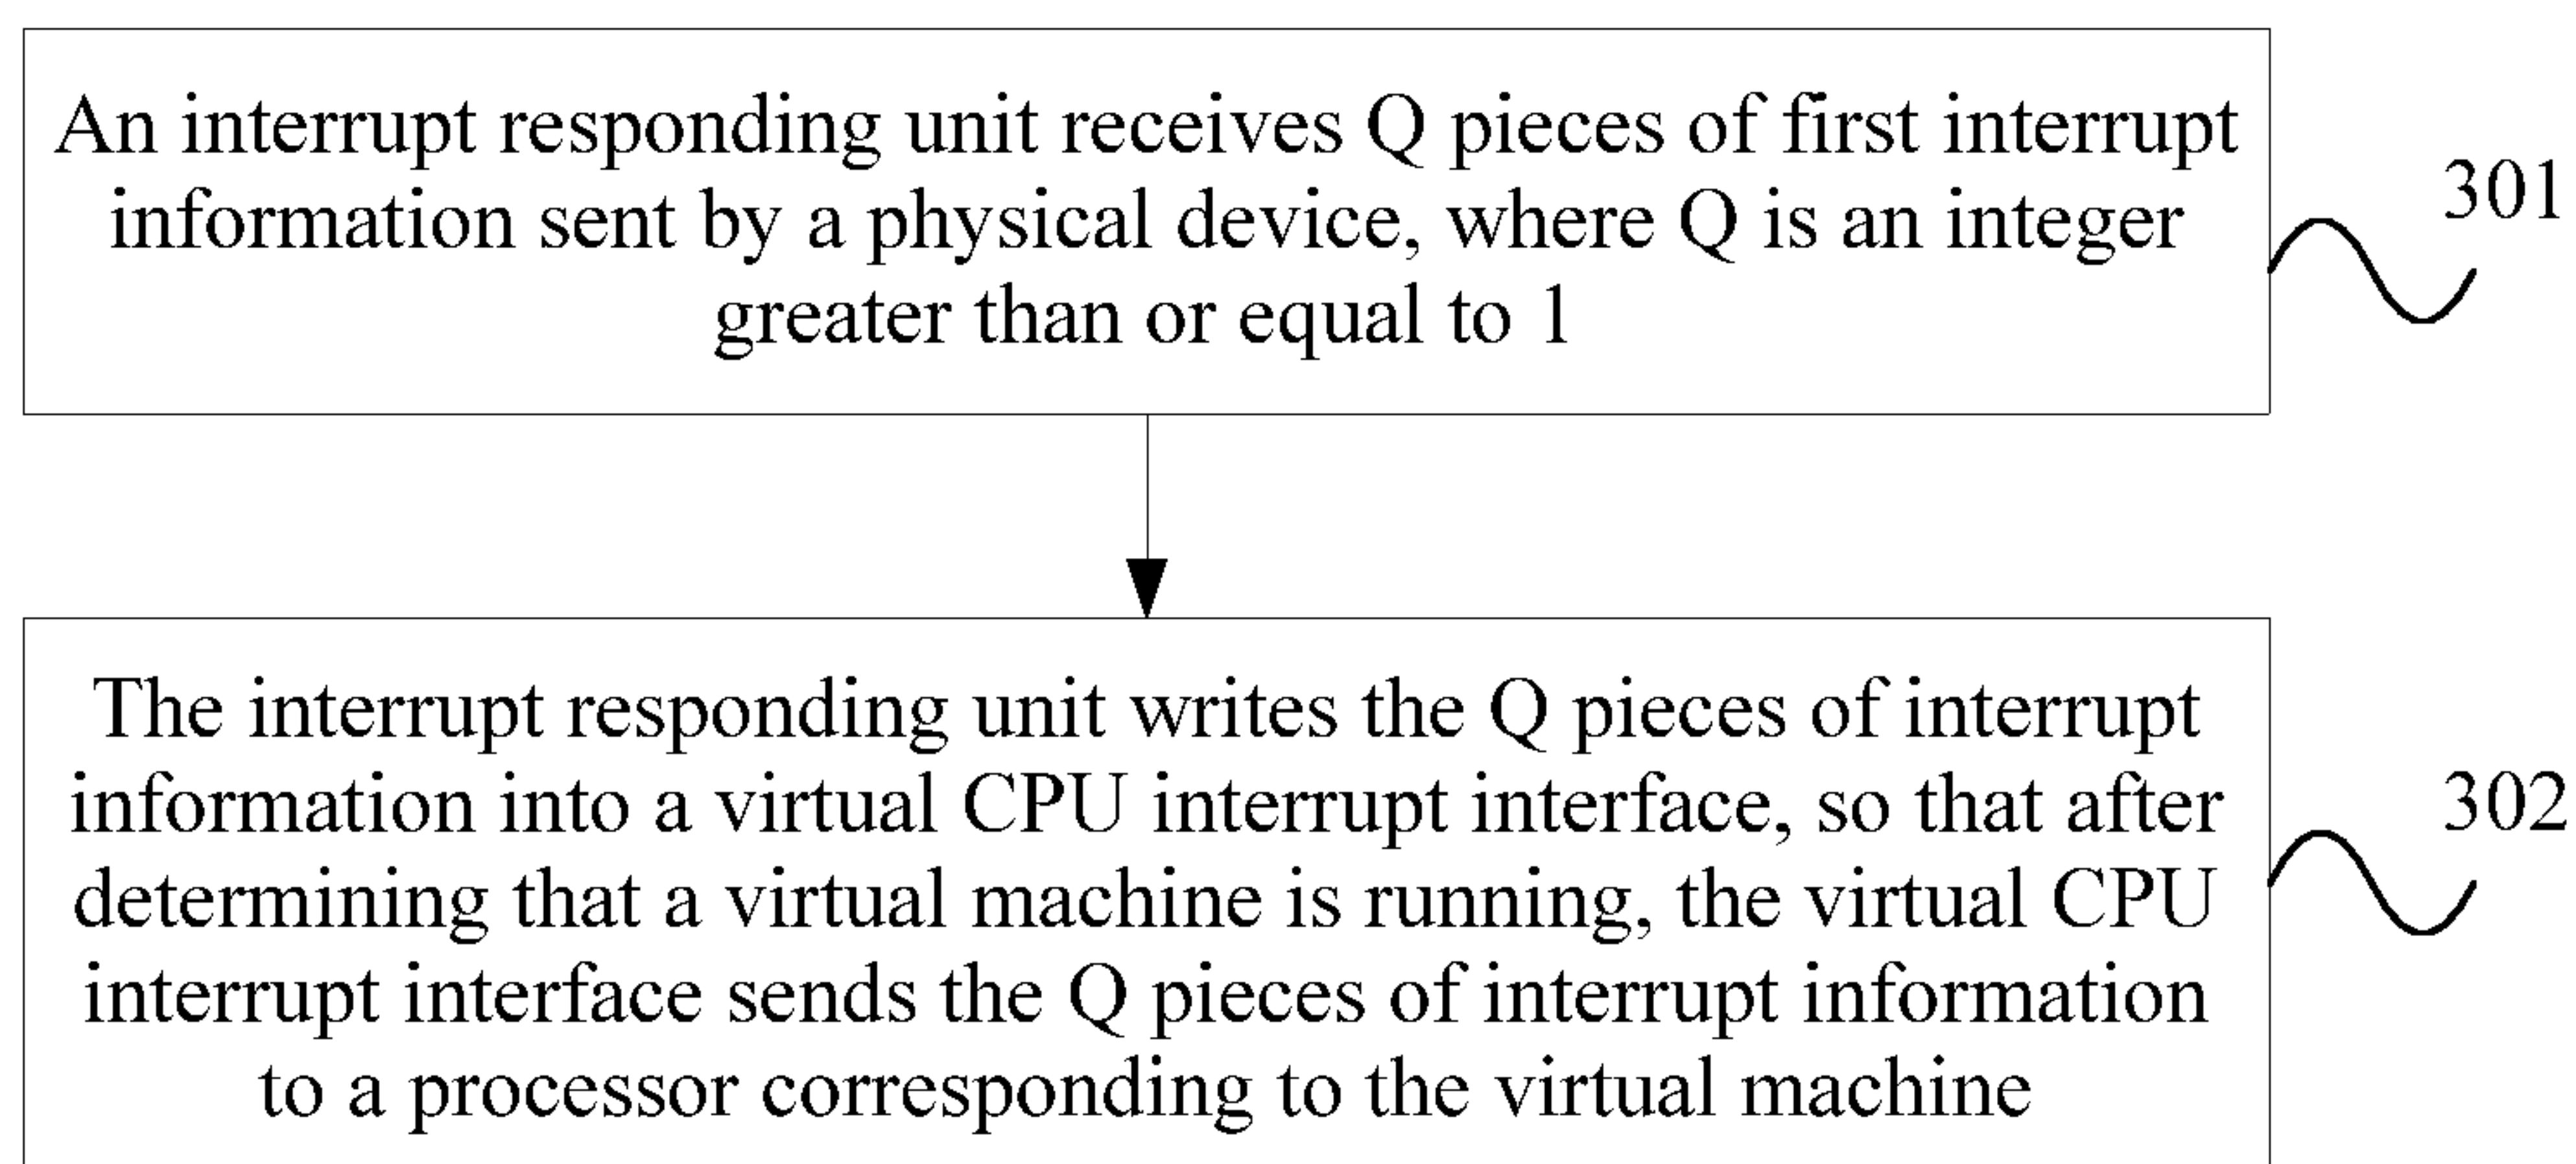 An interrupt responding unit receives Q pieces of first interrupt
information sent by a physical device, where Q is an integer
greater than or equal to 1
301
The interrupt responding unit writes the Q pieces of interrupt
information into a virtual CPU interrupt interface, so that after
determining that a virtual machine is running, the virtual CPU
interrupt interface sends the Q pieces of interrupt information
to a processor corresponding to the virtual machine
302